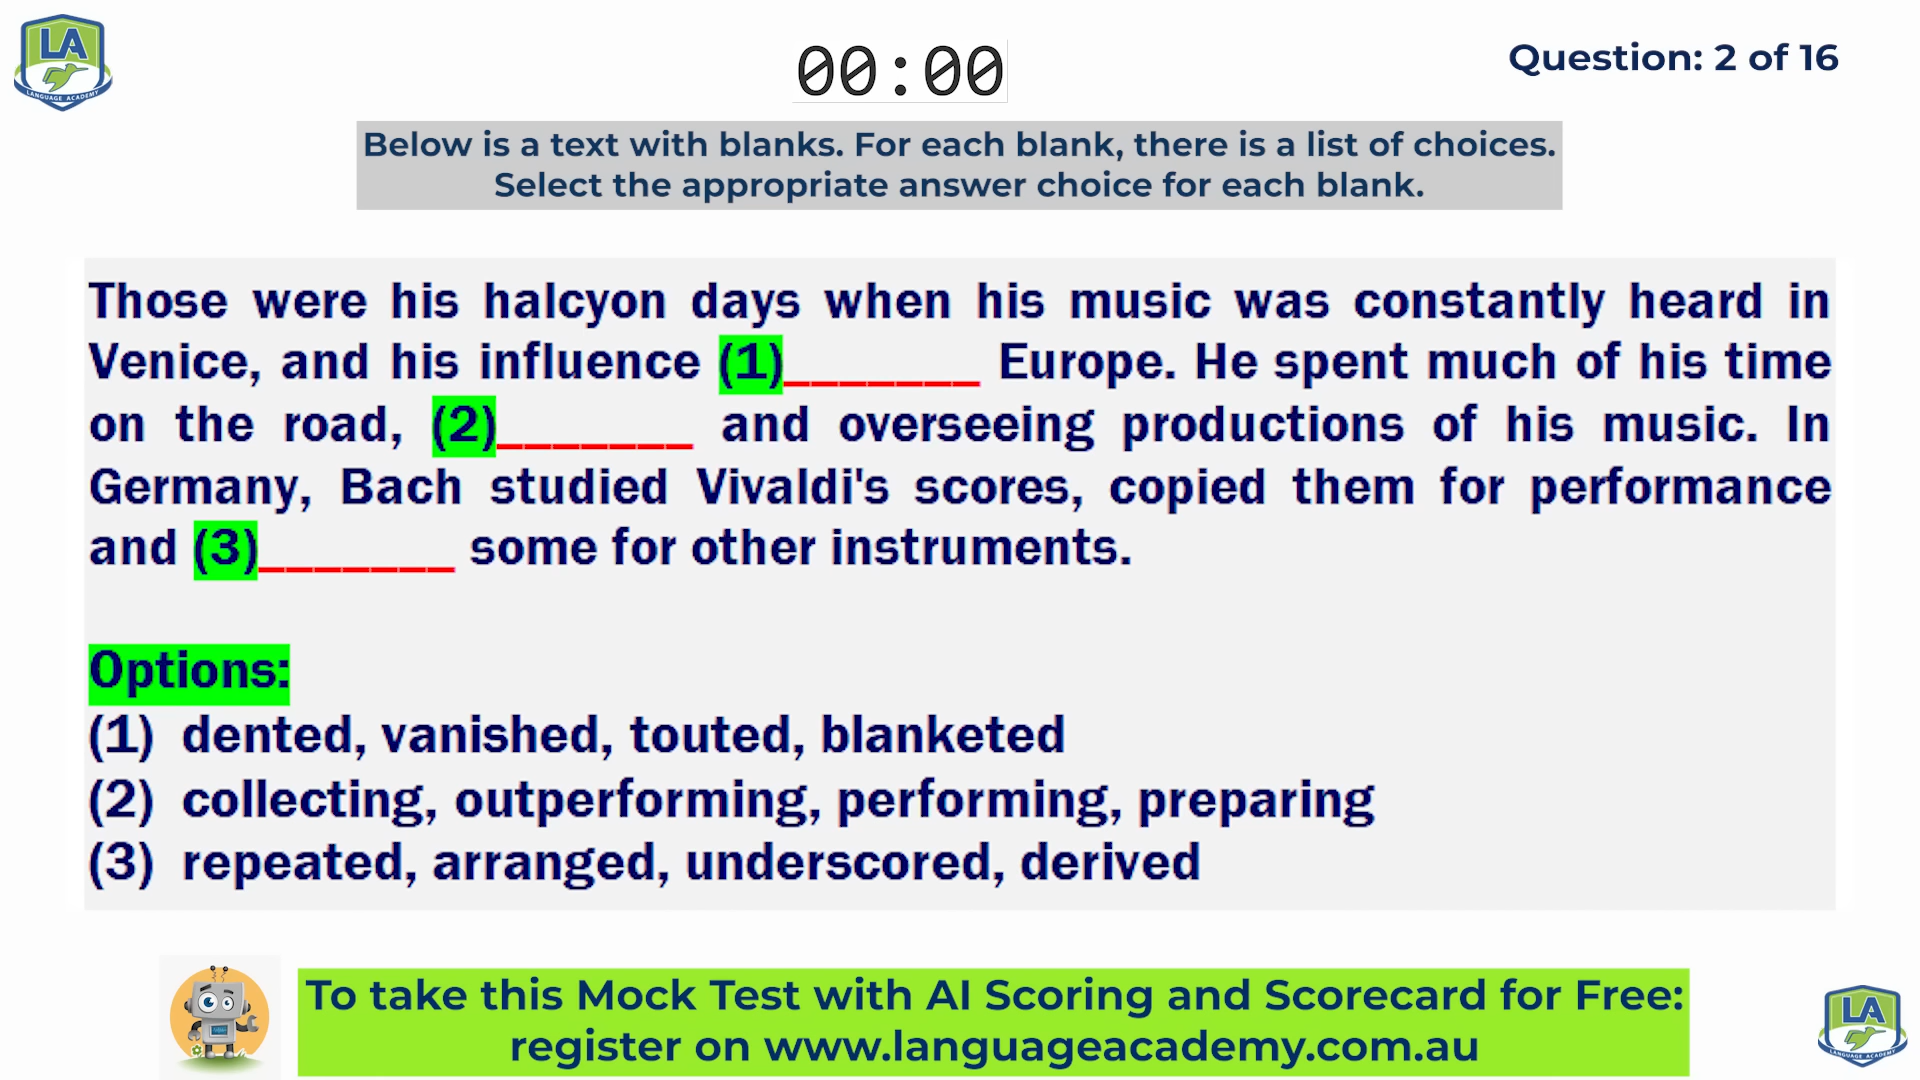 LA
LANGUAGE ACADEMY
00:00
Question: 2 of 16
Below is a text with blanks. For each blank, there is a list of choices.
Select the appropriate answer choice for each blank.
Those were his halcyon days when his music was constantly heard in
Venice, and his influence (1)_______ Europe. He spent much of his time
on the road, (2)_______ and overseeing productions of his music. In
Germany, Bach studied Vivaldi's scores, copied them for performance
and (3)_______ some for other instruments.
Options:
(1) dented, vanished, touted, blanketed
(2) collecting, outperforming, performing, preparing
(3) repeated, arranged, underscored, derived
To take this Mock Test with AI Scoring and Scorecard for Free:
register on www.languageacademy.com.au
LA
LANGUAGE ACADEMY